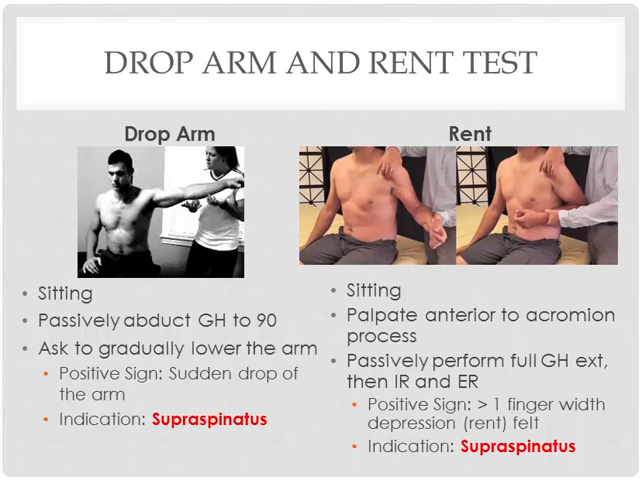 DROP ARM AND RENT TEST
Drop Arm
• Sitting
• Passively abduct GH to 90
• Ask to gradually lower the arm
• Positive Sign: Sudden drop of
the arm
• Indication: Supraspinatus
Rent
• Sitting
• Palpate anterior to acromion
process
• Passively perform full GH ext,
then IR and ER
• Positive Sign: > 1 finger width
depression (rent) felt
• Indication: Supraspinatus